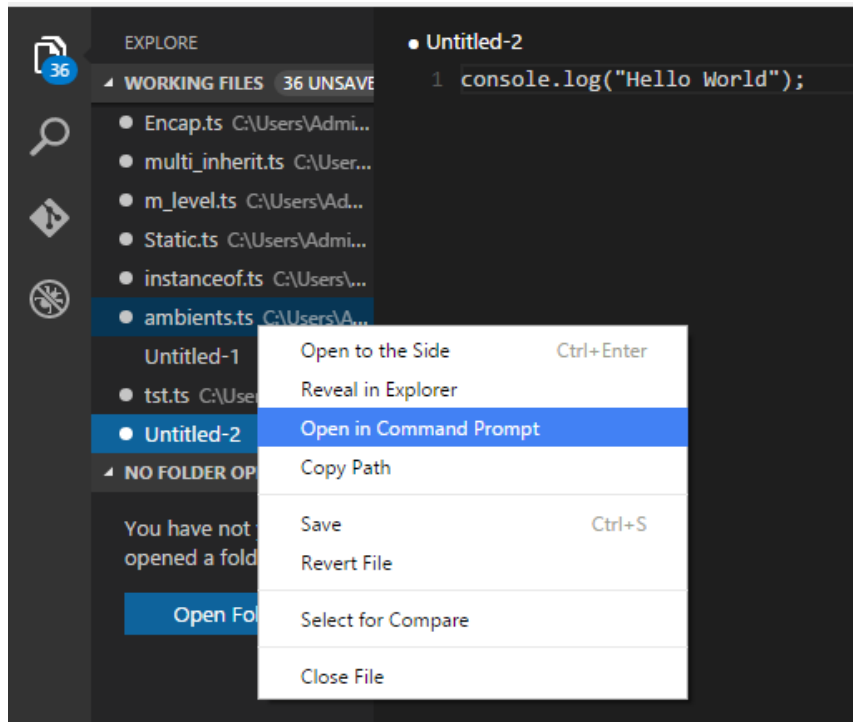 EXPLORE
36
WORKING FILES 36 UNSAVE
Encap.ts C:\Users\Admi...
multi_inherit.ts C:\User...
m_level.ts C:\Users\Ad...
Static.ts C:\Users\Admi...
instanceof.ts C:\Users\...
ambients.ts C:\Users\A...
Untitled-1
tst.ts C:\Use
Untitled-2
NO FOLDER OP
You have not
opened a fold
Open Fol
Untitled-2
1 console.log("Hello World");
Open to the Side Ctrl+Enter
Reveal in Explorer
Open in Command Prompt
Copy Path
Save Ctrl+S
Revert File
Select for Compare
Close File